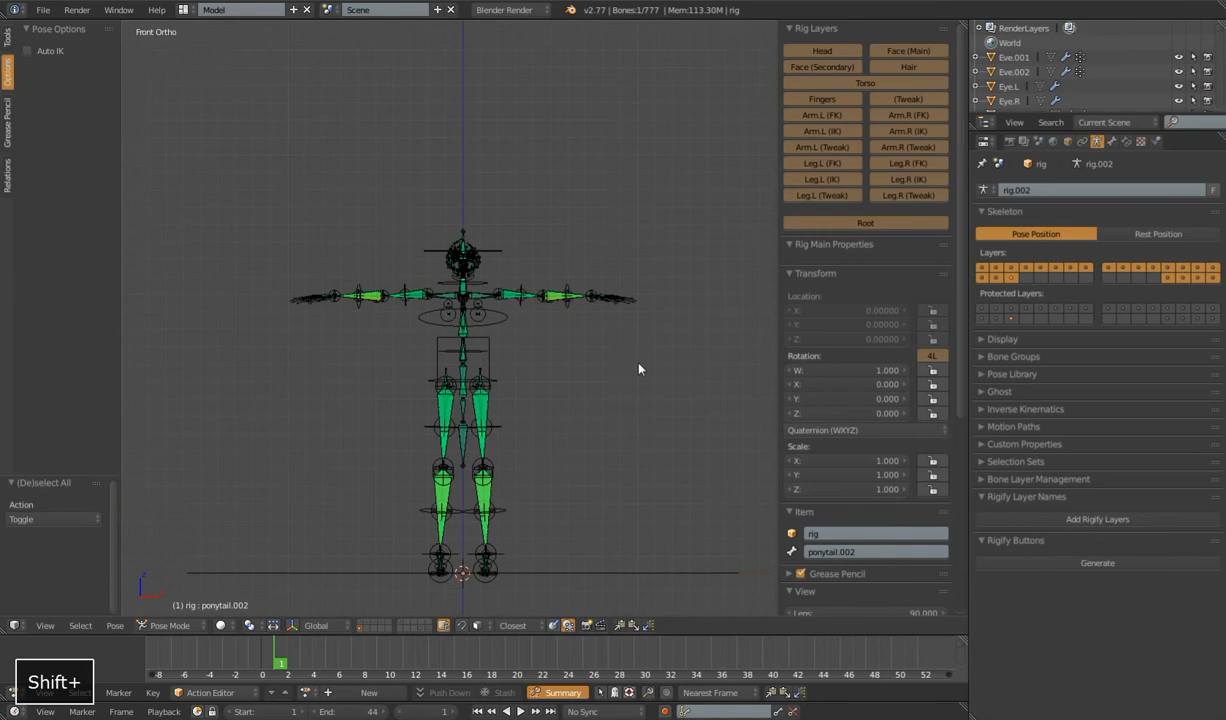 File Render Window Help Model Scene Blender Render v2.77 | Bones:1/777 | Mem:113.30M | rig
Pose Options
Auto IK
Tools
Options
Grease Pencil
Relations
(De)select All
Action
Toggle
Front Ortho
(1) rig : ponytail.002
Rig Layers
Head Face (Main)
Face (Secondary) Hair
Torso
Fingers (Tweak)
Arm.L (FK) Arm.R (FK)
Arm.L (IK) Arm.R (IK)
Arm.L (Tweak) Arm.R (Tweak)
Leg.L (FK) Leg.R (FK)
Leg.L (IK) Leg.R (IK)
Leg.L (Tweak) Leg.R (Tweak)
Root
Rig Main Properties
Transform
Location:
X: 0.00000
Y: 0.00000
Z: 0.00000
Rotation: 4L
W: 1.000
X: 0.000
Y: 0.000
Z: 0.000
Quaternion (WXYZ)
Scale:
X: 1.000
Y: 1.000
Z: 1.000
Item
rig
ponytail.002
Grease Pencil
View
Lens: 90.000
RenderLayers
World
Eve.001
Eve.002
Eye.L
Eye.R
View Search Current Scene
rig rig.002
rig.002 F
Skeleton
Pose Position Rest Position
Layers:
Protected Layers:
Display
Bone Groups
Pose Library
Ghost
Inverse Kinematics
Motion Paths
Custom Properties
Selection Sets
Bone Layer Management
Rigify Layer Names
Add Rigify Layers
Rigify Buttons
Generate
z
View Select Pose Pose Mode Global Closest
1
-8 -6 -4 -2 0 2 4 6 8 10 12 14 16 18 20 22 24 26 28 30 32 34 36 38 40 42 44 46 48 50 52
Shift+
Marker Key Action Editor New Push Down Stash Summary Nearest Frame
View Marker Frame Playback Start: 1 End: 44 1 No Sync